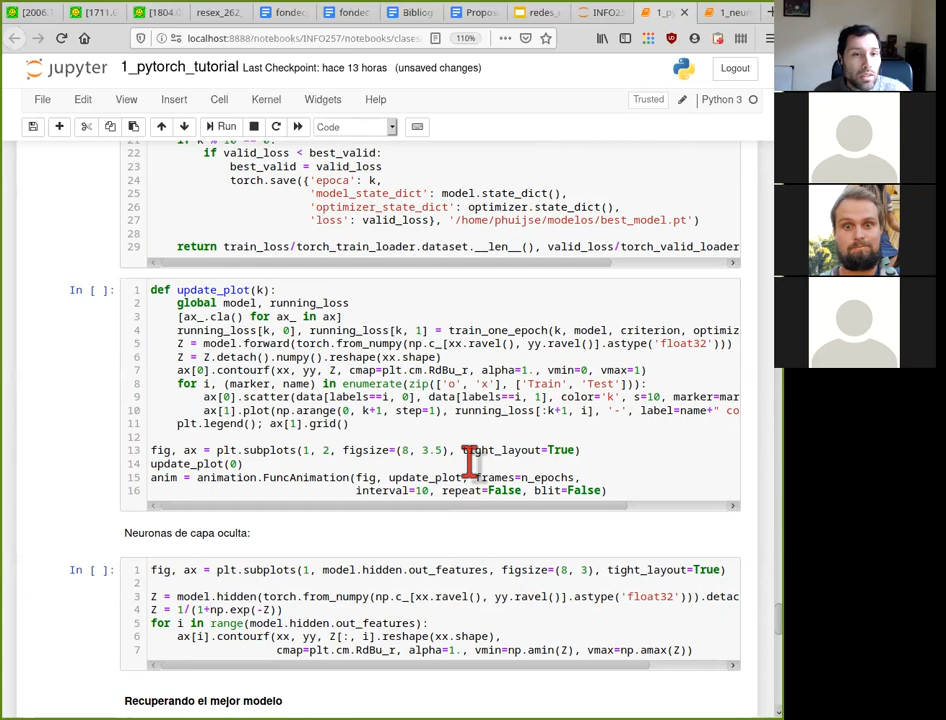 [2006.
[1711.0
[1804.0
resex_262_
fondec
fondec
Bibliog
Propos
redes_
INFO25
1_py
1_neur
localhost:8888/notebooks/INFO257/notebooks/clases
110%
jupyter 1_pytorch_tutorial Last Checkpoint: hace 13 horas (unsaved changes)
Logout
File Edit View Insert Cell Kernel Widgets Help
Trusted
Python 3
Run
Code
22 if valid_loss < best_valid:
23 best_valid = valid_loss
24 torch.save({'epoca': k,
25 'model_state_dict': model.state_dict(),
26 'optimizer_state_dict': optimizer.state_dict(),
27 'loss': valid_loss}, '/home/phuijse/modelos/best_model.pt')
28
29 return train_loss/torch_train_loader.dataset.__len__(), valid_loss/torch_valid_loader
In [ ]:
1 def update_plot(k):
2 global model, running_loss
3 [ax_.cla() for ax_ in ax]
4 running_loss[k, 0], running_loss[k, 1] = train_one_epoch(k, model, criterion, optimiz
5 Z = model.forward(torch.from_numpy(np.c_[xx.ravel(), yy.ravel()].astype('float32')))
6 Z = Z.detach().numpy().reshape(xx.shape)
7 ax[0].contourf(xx, yy, Z, cmap=plt.cm.RdBu_r, alpha=1., vmin=0, vmax=1)
8 for i, (marker, name) in enumerate(zip(['o', 'x'], ['Train', 'Test'])):
9 ax[0].scatter(data[labels==i, 0], data[labels==i, 1], color='k', s=10, marker=mar
10 ax[1].plot(np.arange(0, k+1, step=1), running_loss[:k+1, i], '-', label=name+" co
11 plt.legend(); ax[1].grid()
12
13 fig, ax = plt.subplots(1, 2, figsize=(8, 3.5), tight_layout=True)
14 update_plot(0)
15 anim = animation.FuncAnimation(fig, update_plot, frames=n_epochs,
16 interval=10, repeat=False, blit=False)
Neuronas de capa oculta:
In [ ]:
1 fig, ax = plt.subplots(1, model.hidden.out_features, figsize=(8, 3), tight_layout=True)
2
3 Z = model.hidden(torch.from_numpy(np.c_[xx.ravel(), yy.ravel()].astype('float32'))).detac
4 Z = 1/(1+np.exp(-Z))
5 for i in range(model.hidden.out_features):
6 ax[i].contourf(xx, yy, Z[:, i].reshape(xx.shape),
7 cmap=plt.cm.RdBu_r, alpha=1., vmin=np.amin(Z), vmax=np.amax(Z))
Recuperando el mejor modelo